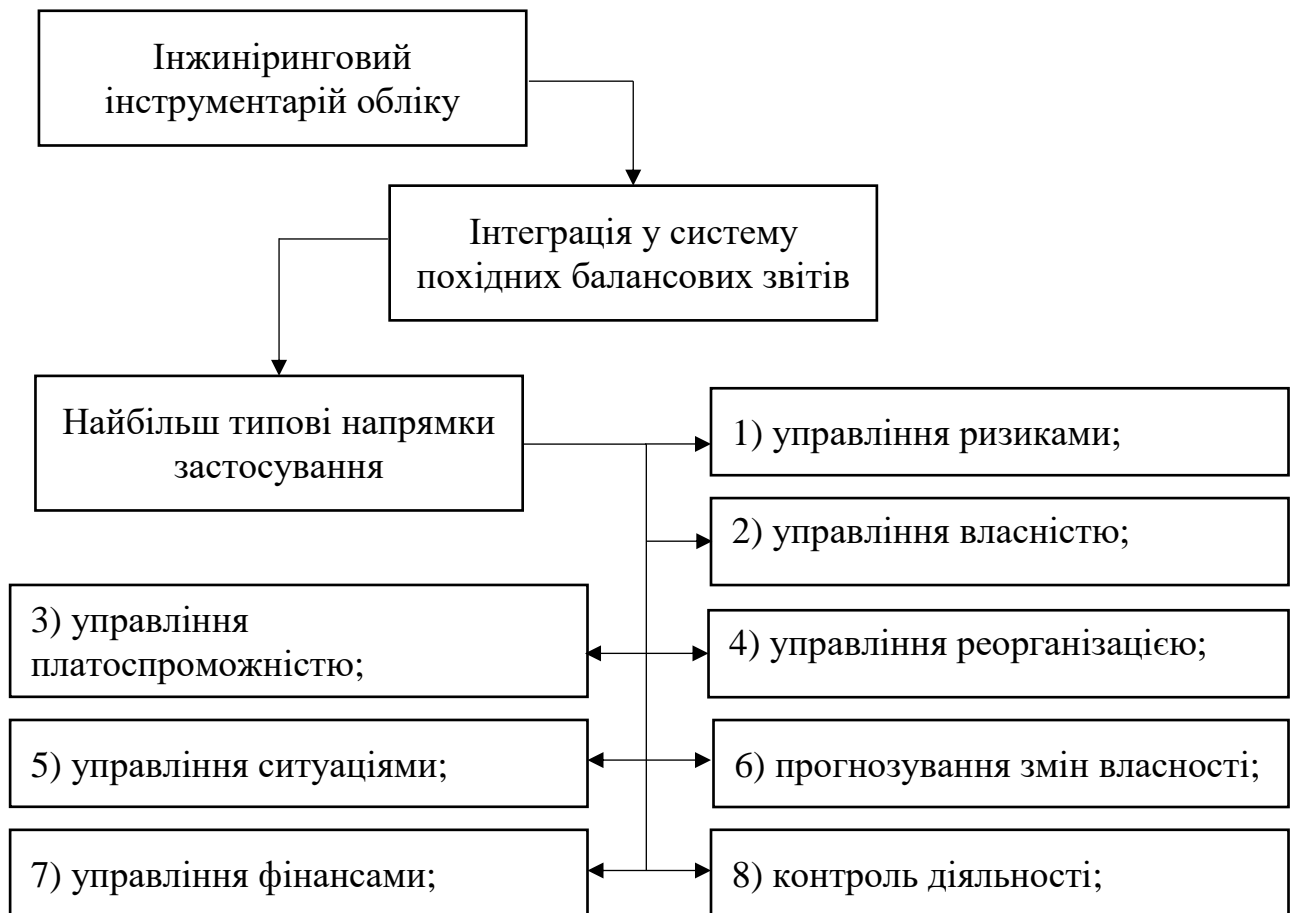 Інжиніринговий
інструментарій обліку
Інтеграція у систему
похідних балансових звітів
Найбільш типові напрямки
застосування
1) управління ризиками;
2) управління власністю;
3) управління
платоспроможністю;
4) управління реорганізацією;
5) управління ситуаціями;
6) прогнозування змін власності;
7) управління фінансами;
8) контроль діяльності;